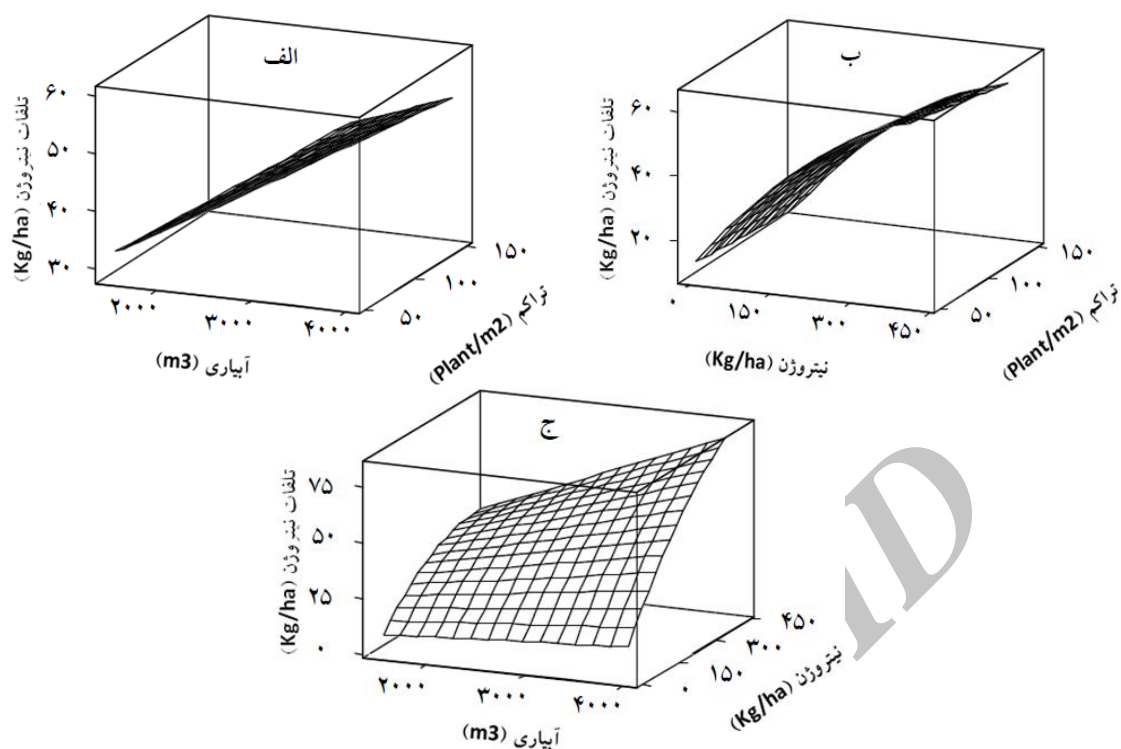 الف
تلفات نیتروژن (Kg/ha)
۶۰
۵۰
۴۰
۳۰
۲۰۰۰
۳۰۰۰
۴۰۰۰
آبیاری (m3)
۵۰
۱۰۰
۱۵۰
تراکم (Plant/m2)
ب
تلفات نیتروژن (Kg/ha)
۶۰
۴۰
۲۰
۰
۱۵۰
۳۰۰
۴۵۰
نیتروژن (Kg/ha)
۵۰
۱۰۰
۱۵۰
تراکم (Plant/m2)
ج
تلفات نیتروژن (Kg/ha)
۷۵
۵۰
۲۵
۰
۲۰۰۰
۳۰۰۰
۴۰۰۰
آبیاری (m3)
۰
۱۵۰
۳۰۰
۴۵۰
نیتروژن (Kg/ha)